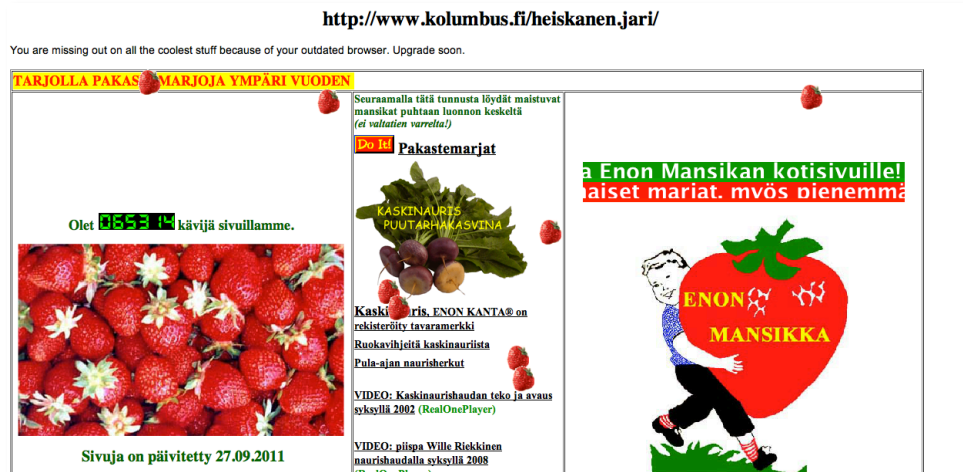 http://www.kolumbus.fi/heiskanen.jari/
You are missing out on all the coolest stuff because of your outdated browser. Upgrade soon.
TARJOLLA PAKAS MARJOJA YMPÄRI VUODEN
Olet 065314 kävijä sivuillamme.
Sivuja on päivitetty 27.09.2011
Seuraamalla tätä tunnusta löydät maistuvat
mansikat puhtaan luonnon keskeltä
(ei valtatien varrelta!)
Do It! Pakastemarjat
KASKINAURIS
PUUTARHAKASVINA
Kaski uris, ENON KANTA® on
rekisteröity tavaramerkki
Ruokavihjeitä kaskinauriista
Pula-ajan naurisherkut
VIDEO: Kaskinaurishaudan teko ja avaus
syksyllä 2002 (RealOnePlayer)
VIDEO: piispa Wille Riekkinen
naurishaudalla syksyllä 2008
a Enon Mansikan kotisivuille!
naiset marjat, myös pienemmä
ENON
MANSIKKA